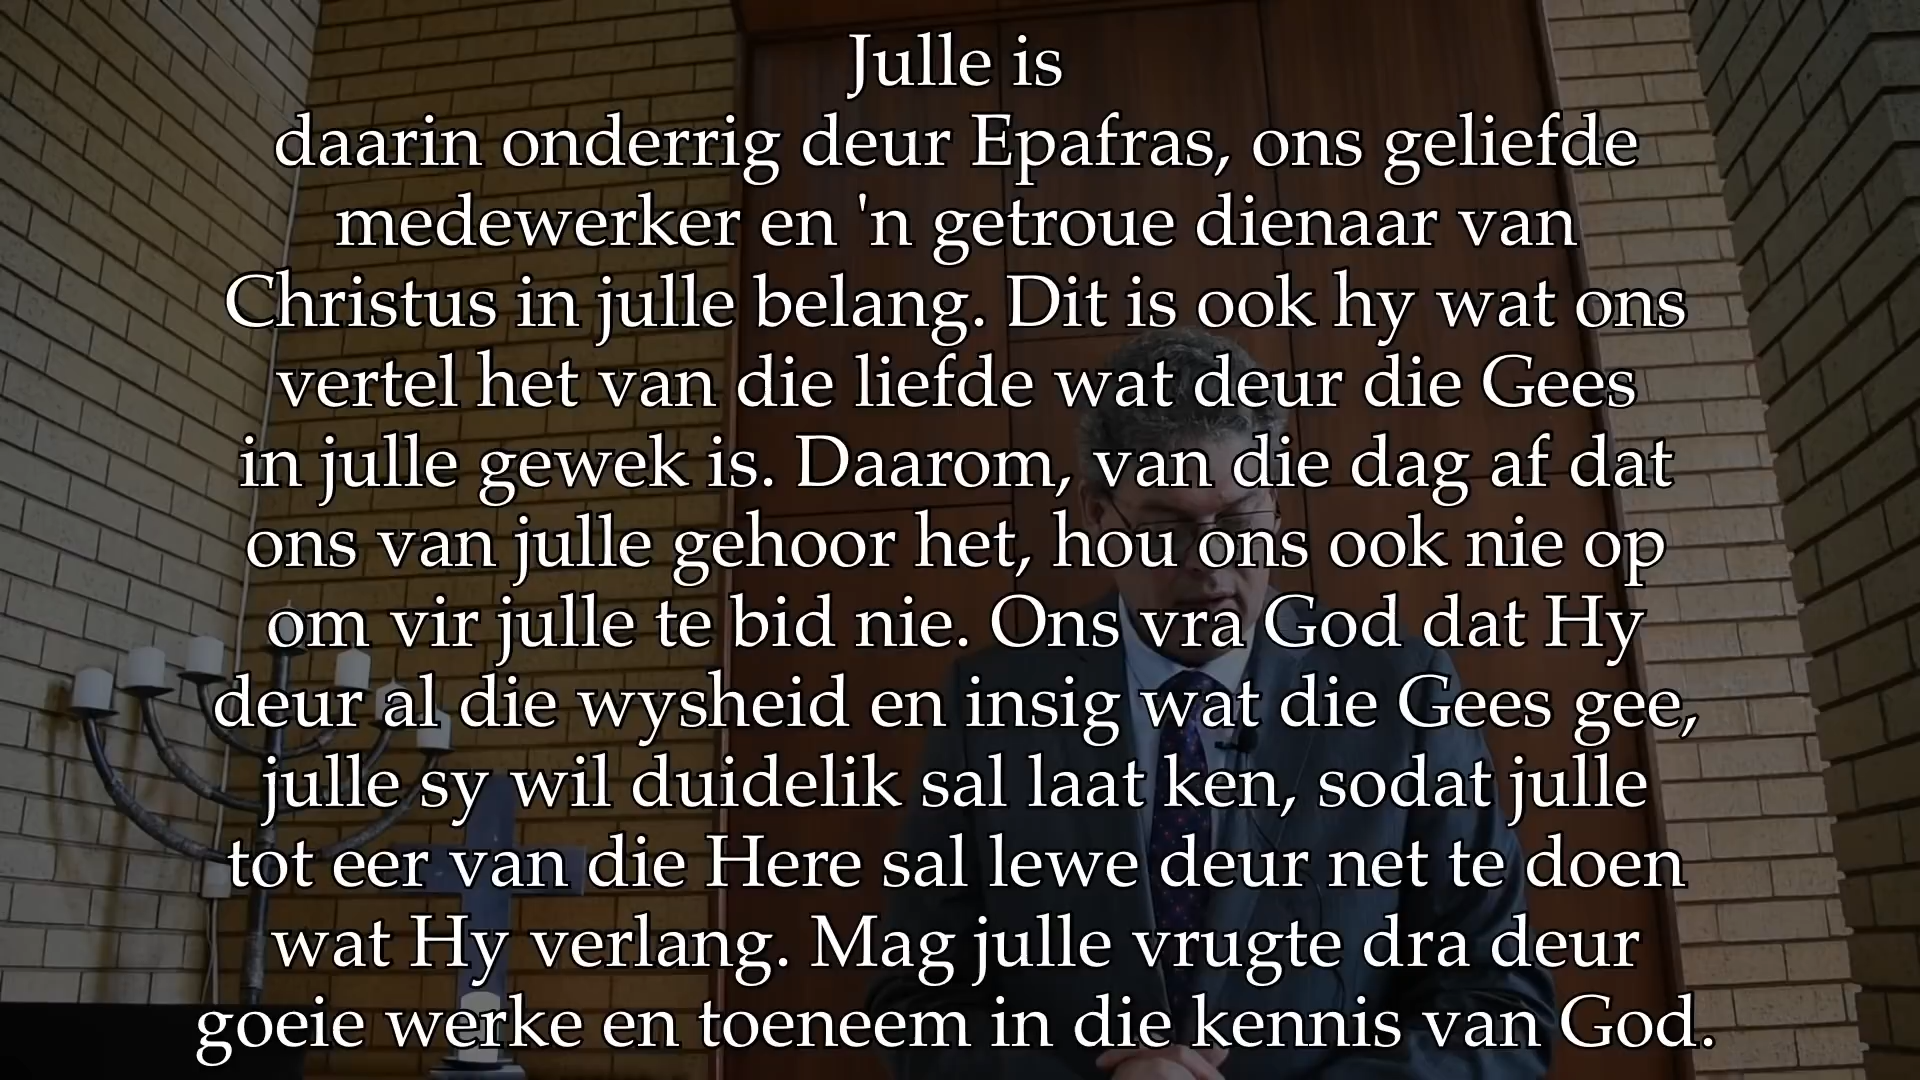 Julle is
daarin onderrig deur Epafras, ons geliefde
medewerker en 'n getroue dienaar van
Christus in julle belang. Dit is ook hy wat ons
vertel het van die liefde wat deur die Gees
in julle gewek is. Daarom, van die dag af dat
ons van julle gehoor het, hou ons ook nie op
om vir julle te bid nie. Ons vra God dat Hy
deur al die wysheid en insig wat die Gees gee,
julle sy wil duidelik sal laat ken, sodat julle
tot eer van die Here sal lewe deur net te doen
wat Hy verlang. Mag julle vrugte dra deur
goeie werke en toeneem in die kennis van God.